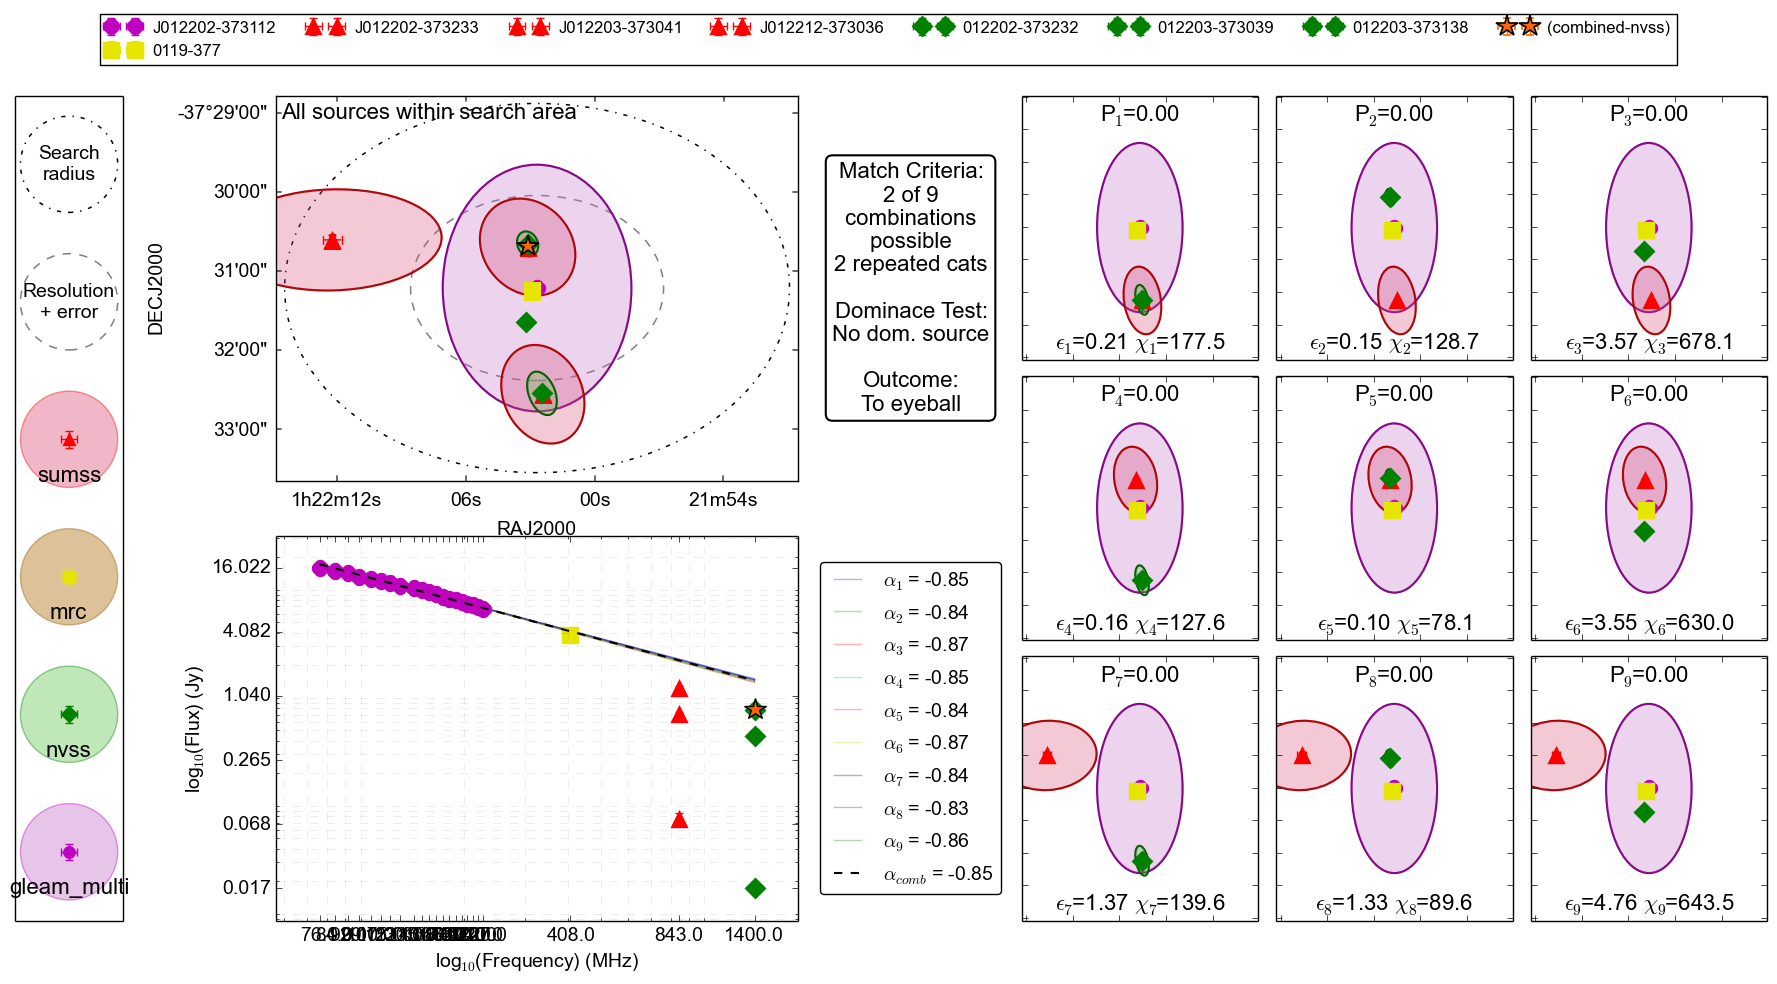 J012202-373112 J012202-373233 J012203-373041 J012212-373036 012202-373232 012203-373039 012203-373138 (combined-nvss)
0119-377
Search
radius
Resolution
+ error
sumss
mrc
nvss
gleam_multi
All sources within search area
-37°29'00"
30'00"
31'00"
32'00"
33'00"
DECJ2000
1h22m12s 06s 00s 21m54s
RAJ2000
Match Criteria:
2 of 9
combinations
possible
2 repeated cats
Dominace Test:
No dom. source
Outcome:
To eyeball
16.022
4.082
1.040
0.265
0.068
0.017
log10(Flux) (Jy)
408.0 843.0 1400.0
log10(Frequency) (MHz)
α1 = -0.85
α2 = -0.84
α3 = -0.87
α4 = -0.85
α5 = -0.84
α6 = -0.87
α7 = -0.84
α8 = -0.83
α9 = -0.86
αcomb = -0.85
P1=0.00 P2=0.00 P3=0.00
ϵ1=0.21 χ1=177.5 ϵ2=0.15 χ2=128.7 ϵ3=3.57 χ3=678.1
P4=0.00 P5=0.00 P6=0.00
ϵ4=0.16 χ4=127.6 ϵ5=0.10 χ5=78.1 ϵ6=3.55 χ6=630.0
P7=0.00 P8=0.00 P9=0.00
ϵ7=1.37 χ7=139.6 ϵ8=1.33 χ8=89.6 ϵ9=4.76 χ9=643.5